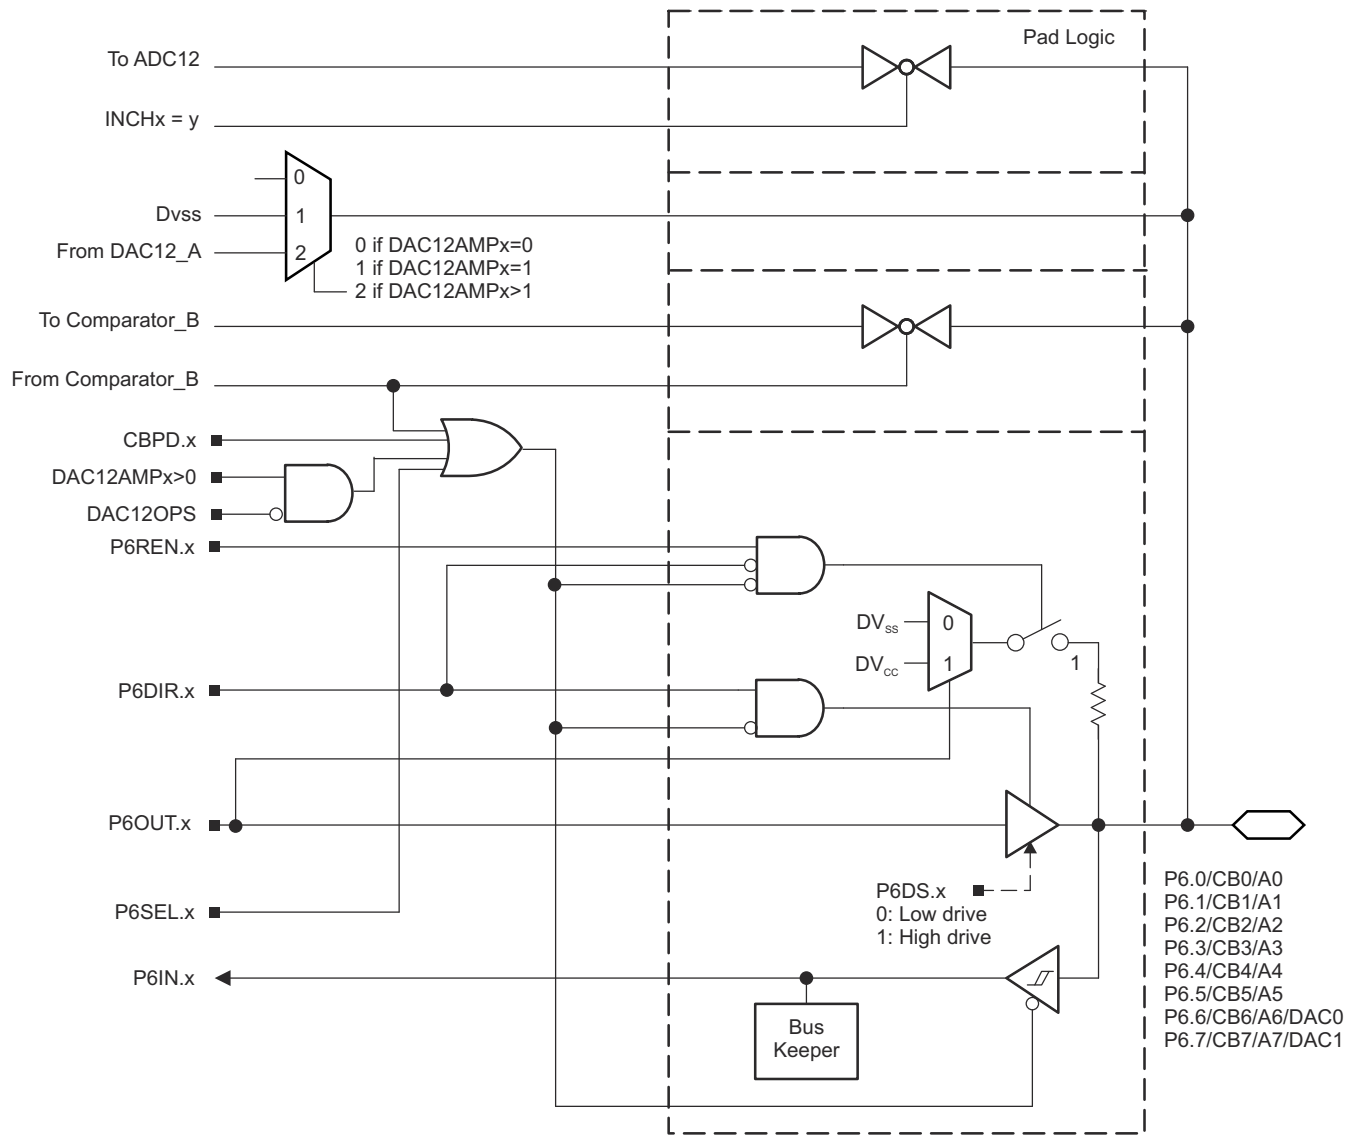 Pad Logic
To ADC12
INCHx = y
0
Dvss
1
From DAC12_A
2
0 if DAC12AMPx=0
1 if DAC12AMPx=1
2 if DAC12AMPx>1
To Comparator_B
From Comparator_B
CBPD.x
DAC12AMPx>0
DAC12OPS
P6REN.x
DVSS
0
DVCC
1
1
P6DIR.x
P6OUT.x
P6DS.x
0: Low drive
1: High drive
P6SEL.x
P6IN.x
Bus
Keeper
P6.0/CB0/A0
P6.1/CB1/A1
P6.2/CB2/A2
P6.3/CB3/A3
P6.4/CB4/A4
P6.5/CB5/A5
P6.6/CB6/A6/DAC0
P6.7/CB7/A7/DAC1